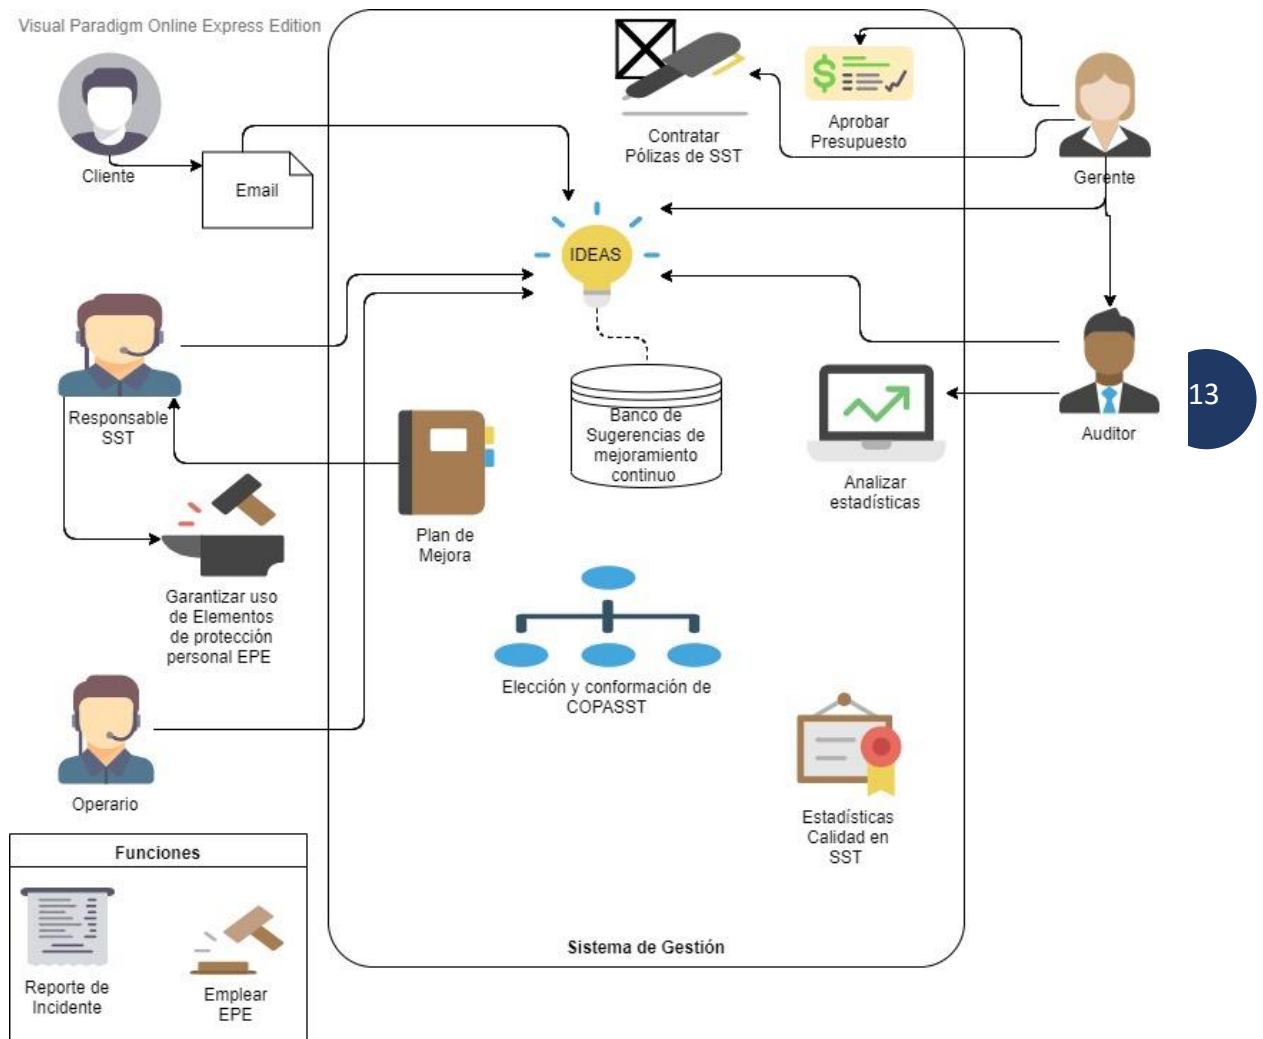 Visual Paradigm Online Express Edition
Cliente
Email
Contratar
Pólizas de SST
Aprobar
Presupuesto
Gerente
IDEAS
Responsable
SST
Banco de
Sugerencias de
mejoramiento
continuo
Analizar
estadísticas
Auditor
13
Plan de
Mejora
Garantizar uso
de Elementos
de protección
personal EPE
Elección y conformación de
COPASST
Operario
Estadísticas
Calidad en
SST
Funciones
Reporte de
Incidente
Emplear
EPE
Sistema de Gestión